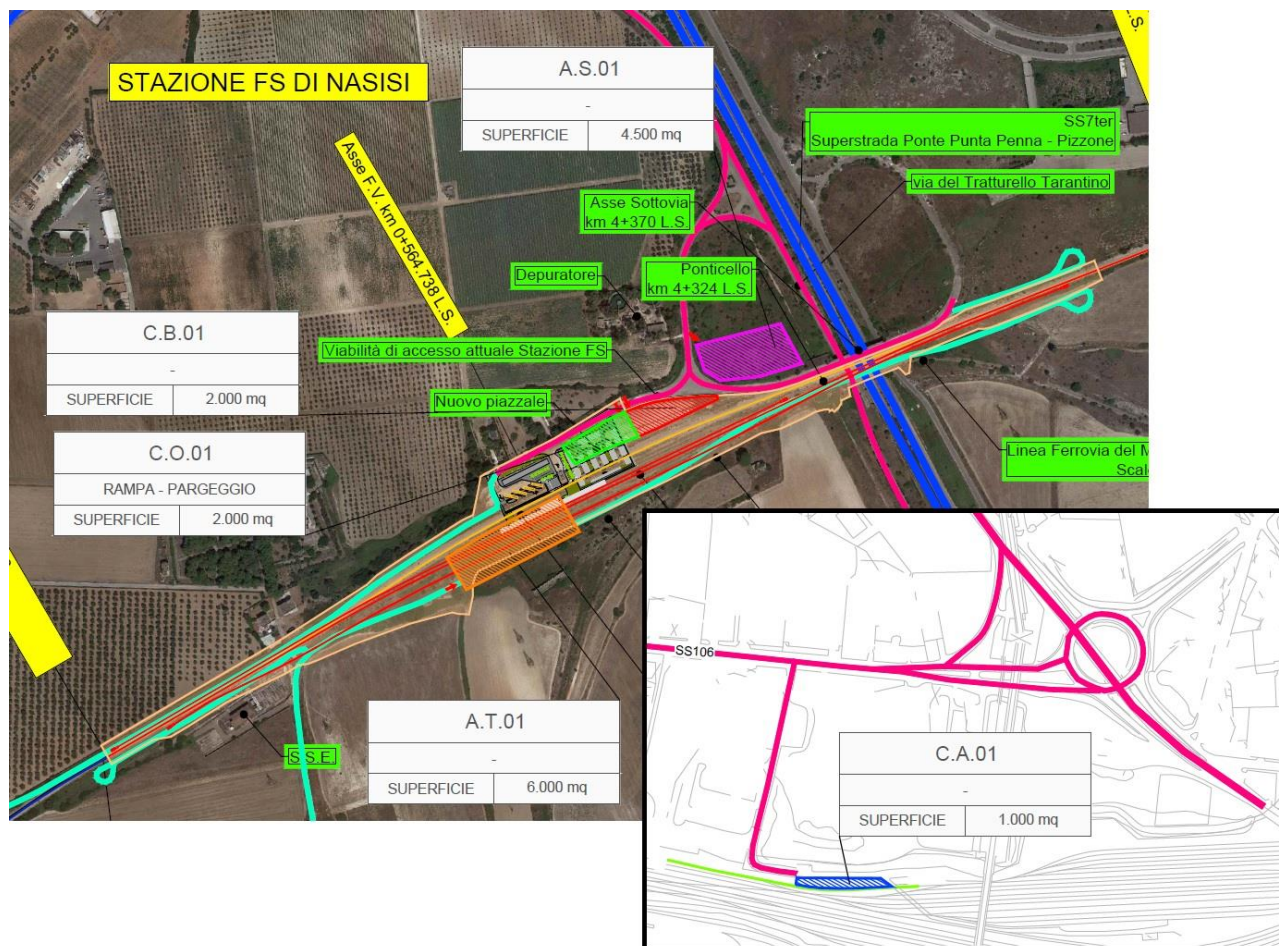 STAZIONE FS DI NASISI
A.S.01
-
SUPERFICIE 4.500 mq
L.S.
SS7ter
Superstrada Ponte Punta Penna - Pizzone
via del Tratturello Tarantino
Asse F.V. km 0+564.738 L.S.
Asse Sottovia
km 4+370 L.S.
Depuratore
Ponticello
km 4+324 L.S.
C.B.01
-
SUPERFICIE 2.000 mq
Viabilità di accesso attuale Stazione FS
Nuovo piazzale
C.O.01
RAMPA - PARGEGGIO
SUPERFICIE 2.000 mq
Linea Ferrovia del M
Scal
A.T.01
-
SUPERFICIE 6.000 mq
S.S.E.
SS106
C.A.01
-
SUPERFICIE 1.000 mq